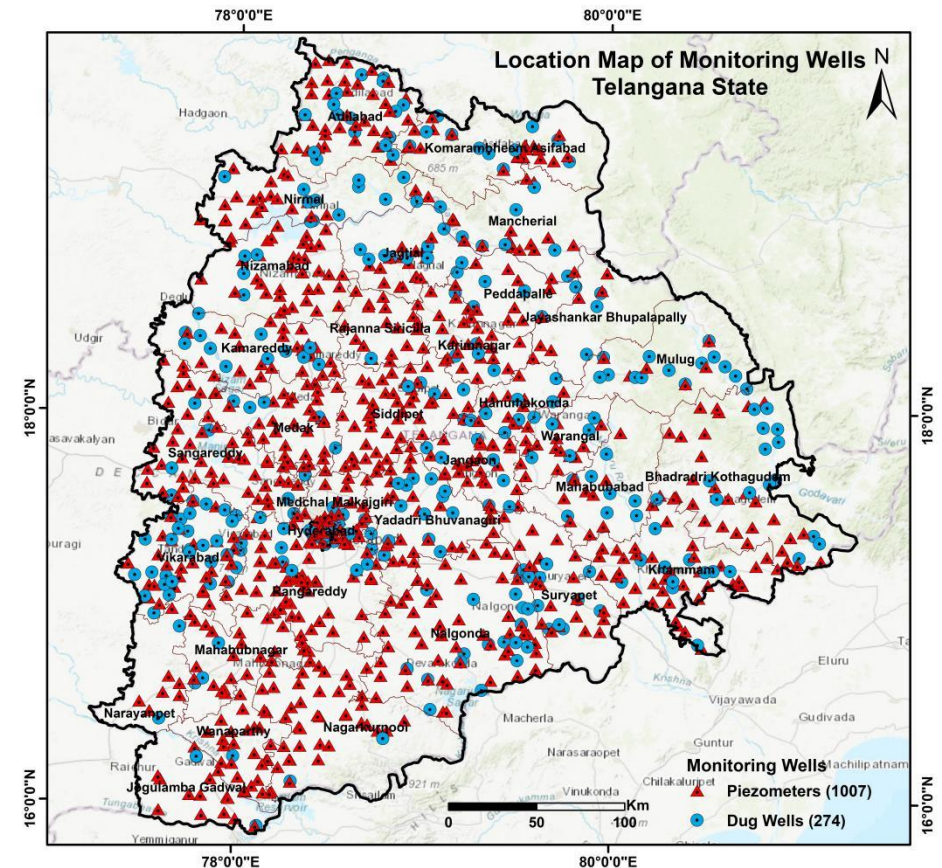 78°0'0"E
80°0'0"E
Location Map of Monitoring Wells
Telangana State
N
Hadgaon
Adilabad
Komarambheem Asifabad
685 m
Nirmal
Mancherial
Jagtial
Nizamabad
Peddapalle
Udgir
Rajanna Siricilla
Jayashankar Bhupalapally
Kamareddy
Karimnagar
Mulug
18°0'0"N
18°0'0"N
Hanumakonda
Siddipet
Medak
Warangal
asavakalyan
TELANGANA
Sangareddy
Jangaon
Bhadradri Kothagudem
Mahabubabad
Godavari
Medchal Malkajgiri
Yadadri Bhuvanagiri
Hyderabad
Vikarabad
Khammam
Rangareddy
Suryapet
Nalgonda
Mahabubnagar
Devarakonda
Eluru
Krishna
Vijayawada
Narayanpet
Macherla
Gudivada
Nagarkurnool
Wanaparthy
Guntur
Narasaraopet
Monitoring Wells
Machilipatnam
Chilakaluripet
Jogulamba Gadwal
921 m
Vinukonda
Piezometers (1007)
16°0'0"N
16°0'0"N
Km
0 50 100
Dug Wells (274)
Yemmiganur
78°0'0"E
80°0'0"E